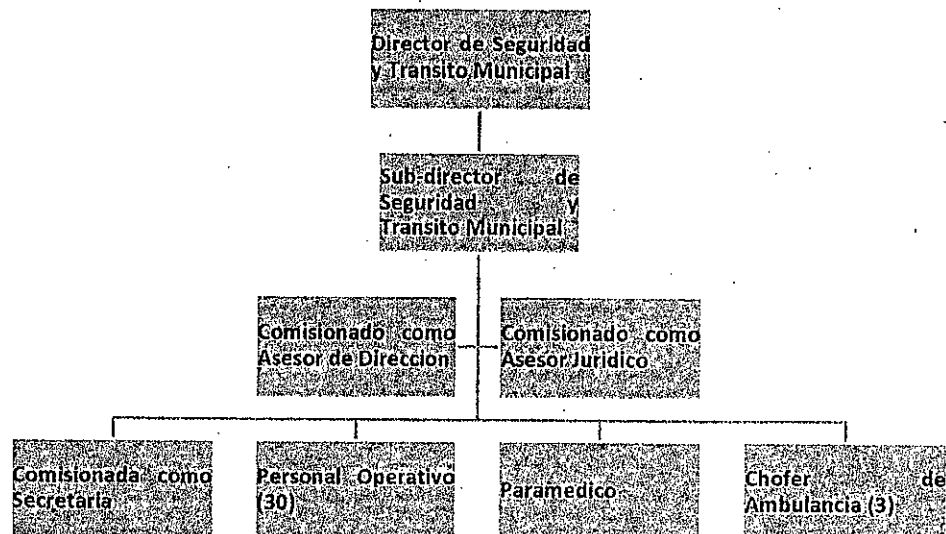 Director de Seguridad
y Transito Municipal
Sub-director de
Seguridad y
Transito Municipal
Comisionado como
Asesor de Direccion
Comisionado como
Asesor Juridico
Comisionada como
Secretaria
Personal Operativo
(30)
Paramedico
Chofer de
Ambulancia (3)